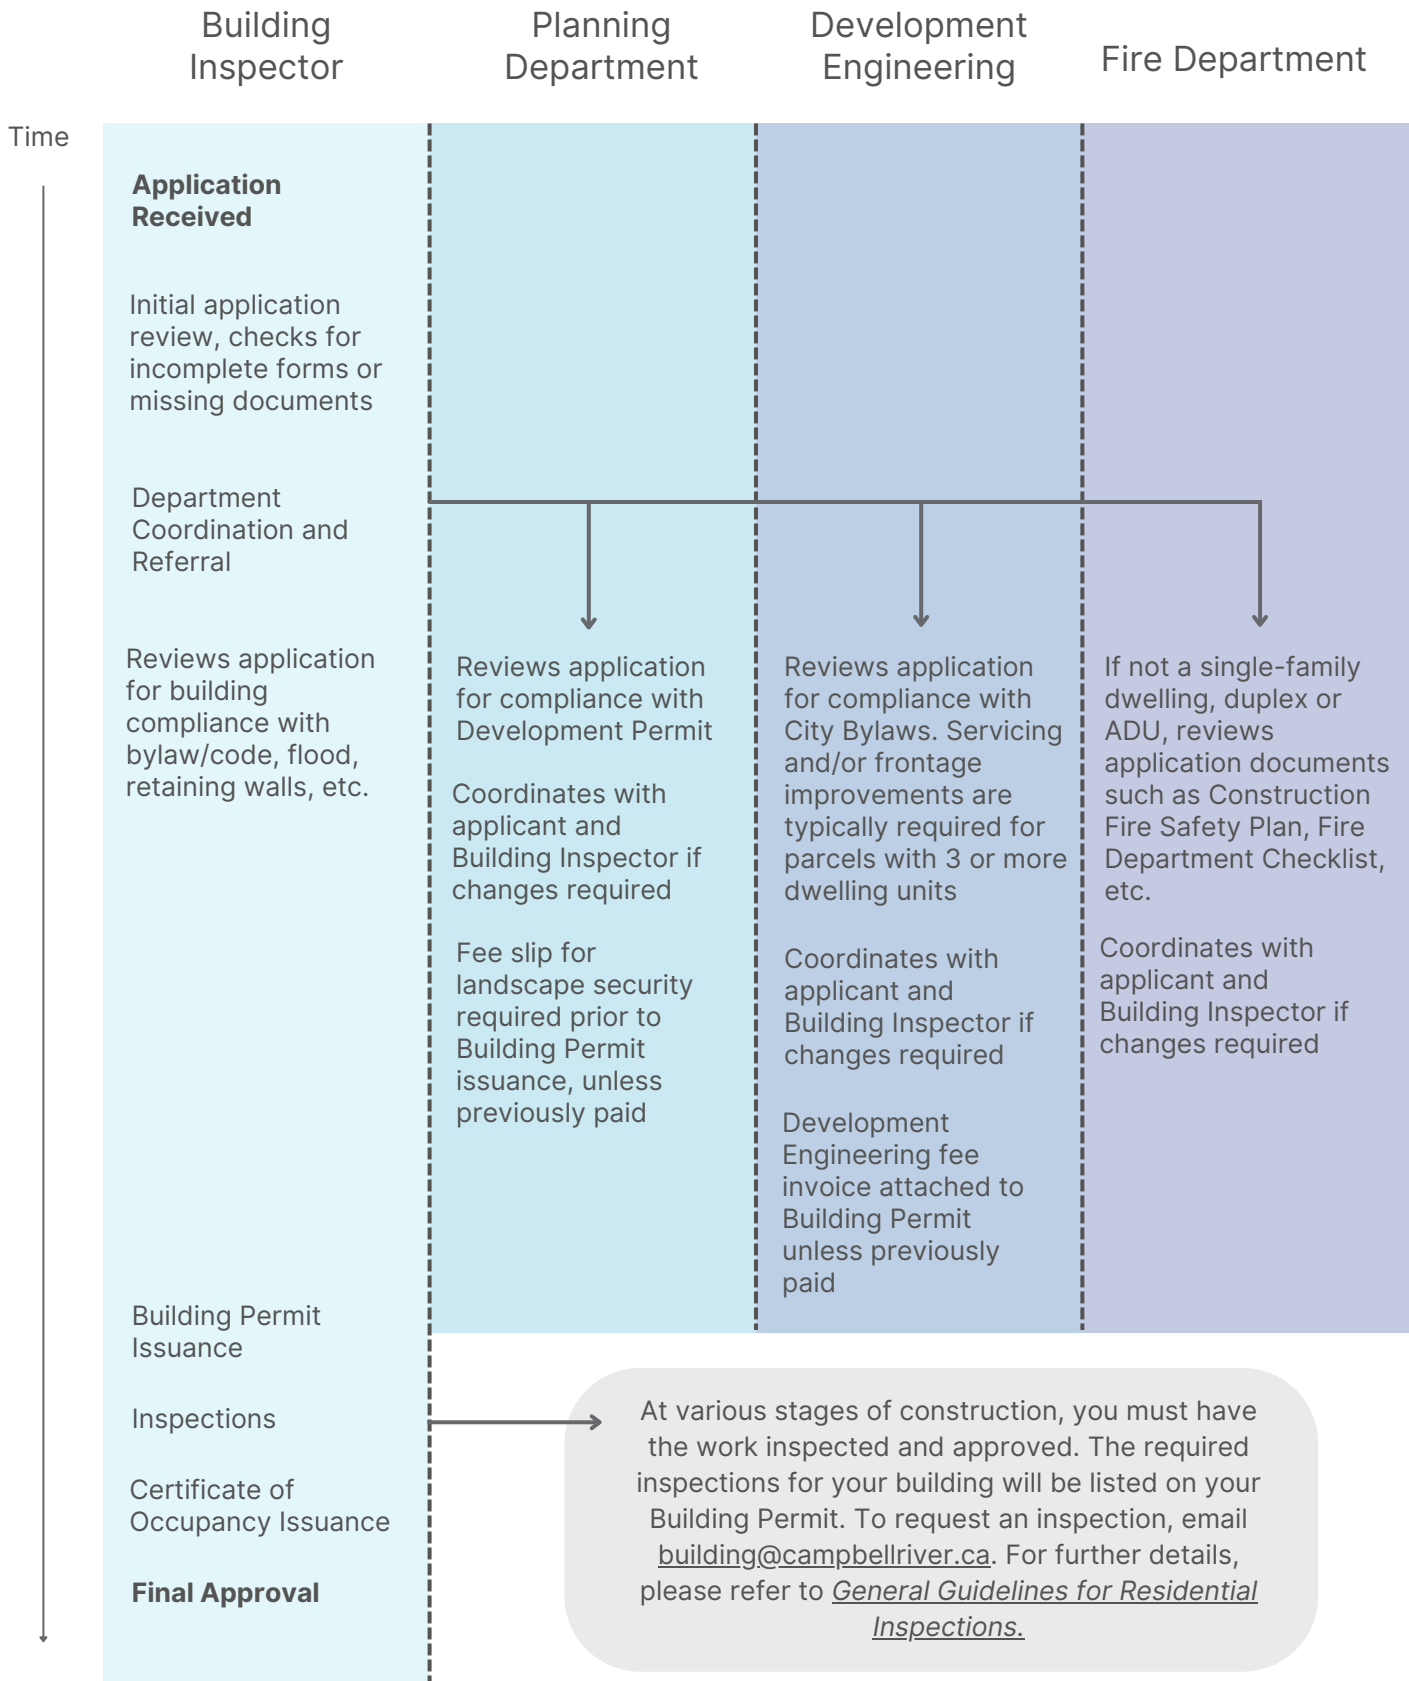 Building
Inspector
Planning
Department
Development
Engineering
Fire Department
Time
Application
Received
Initial application
review, checks for
incomplete forms or
missing documents
Department
Coordination and
Referral
Reviews application
for building
compliance with
bylaw/code, flood,
retaining walls, etc.
Building Permit
Issuance
Inspections
Certificate of
Occupancy Issuance
Final Approval
Reviews application
for compliance with
Development Permit
Coordinates with
applicant and
Building Inspector if
changes required
Fee slip for
landscape security
required prior to
Building Permit
issuance, unless
previously paid
Reviews application
for compliance with
City Bylaws. Servicing
and/or frontage
improvements are
typically required for
parcels with 3 or more
dwelling units
Coordinates with
applicant and
Building Inspector if
changes required
Development
Engineering fee
invoice attached to
Building Permit
unless previously
paid
If not a single-family
dwelling, duplex or
ADU, reviews
application documents
such as Construction
Fire Safety Plan, Fire
Department Checklist,
etc.
Coordinates with
applicant and
Building Inspector if
changes required
At various stages of construction, you must have
the work inspected and approved. The required
inspections for your building will be listed on your
Building Permit. To request an inspection, email
building@campbellriver.ca. For further details,
please refer to General Guidelines for Residential
Inspections.